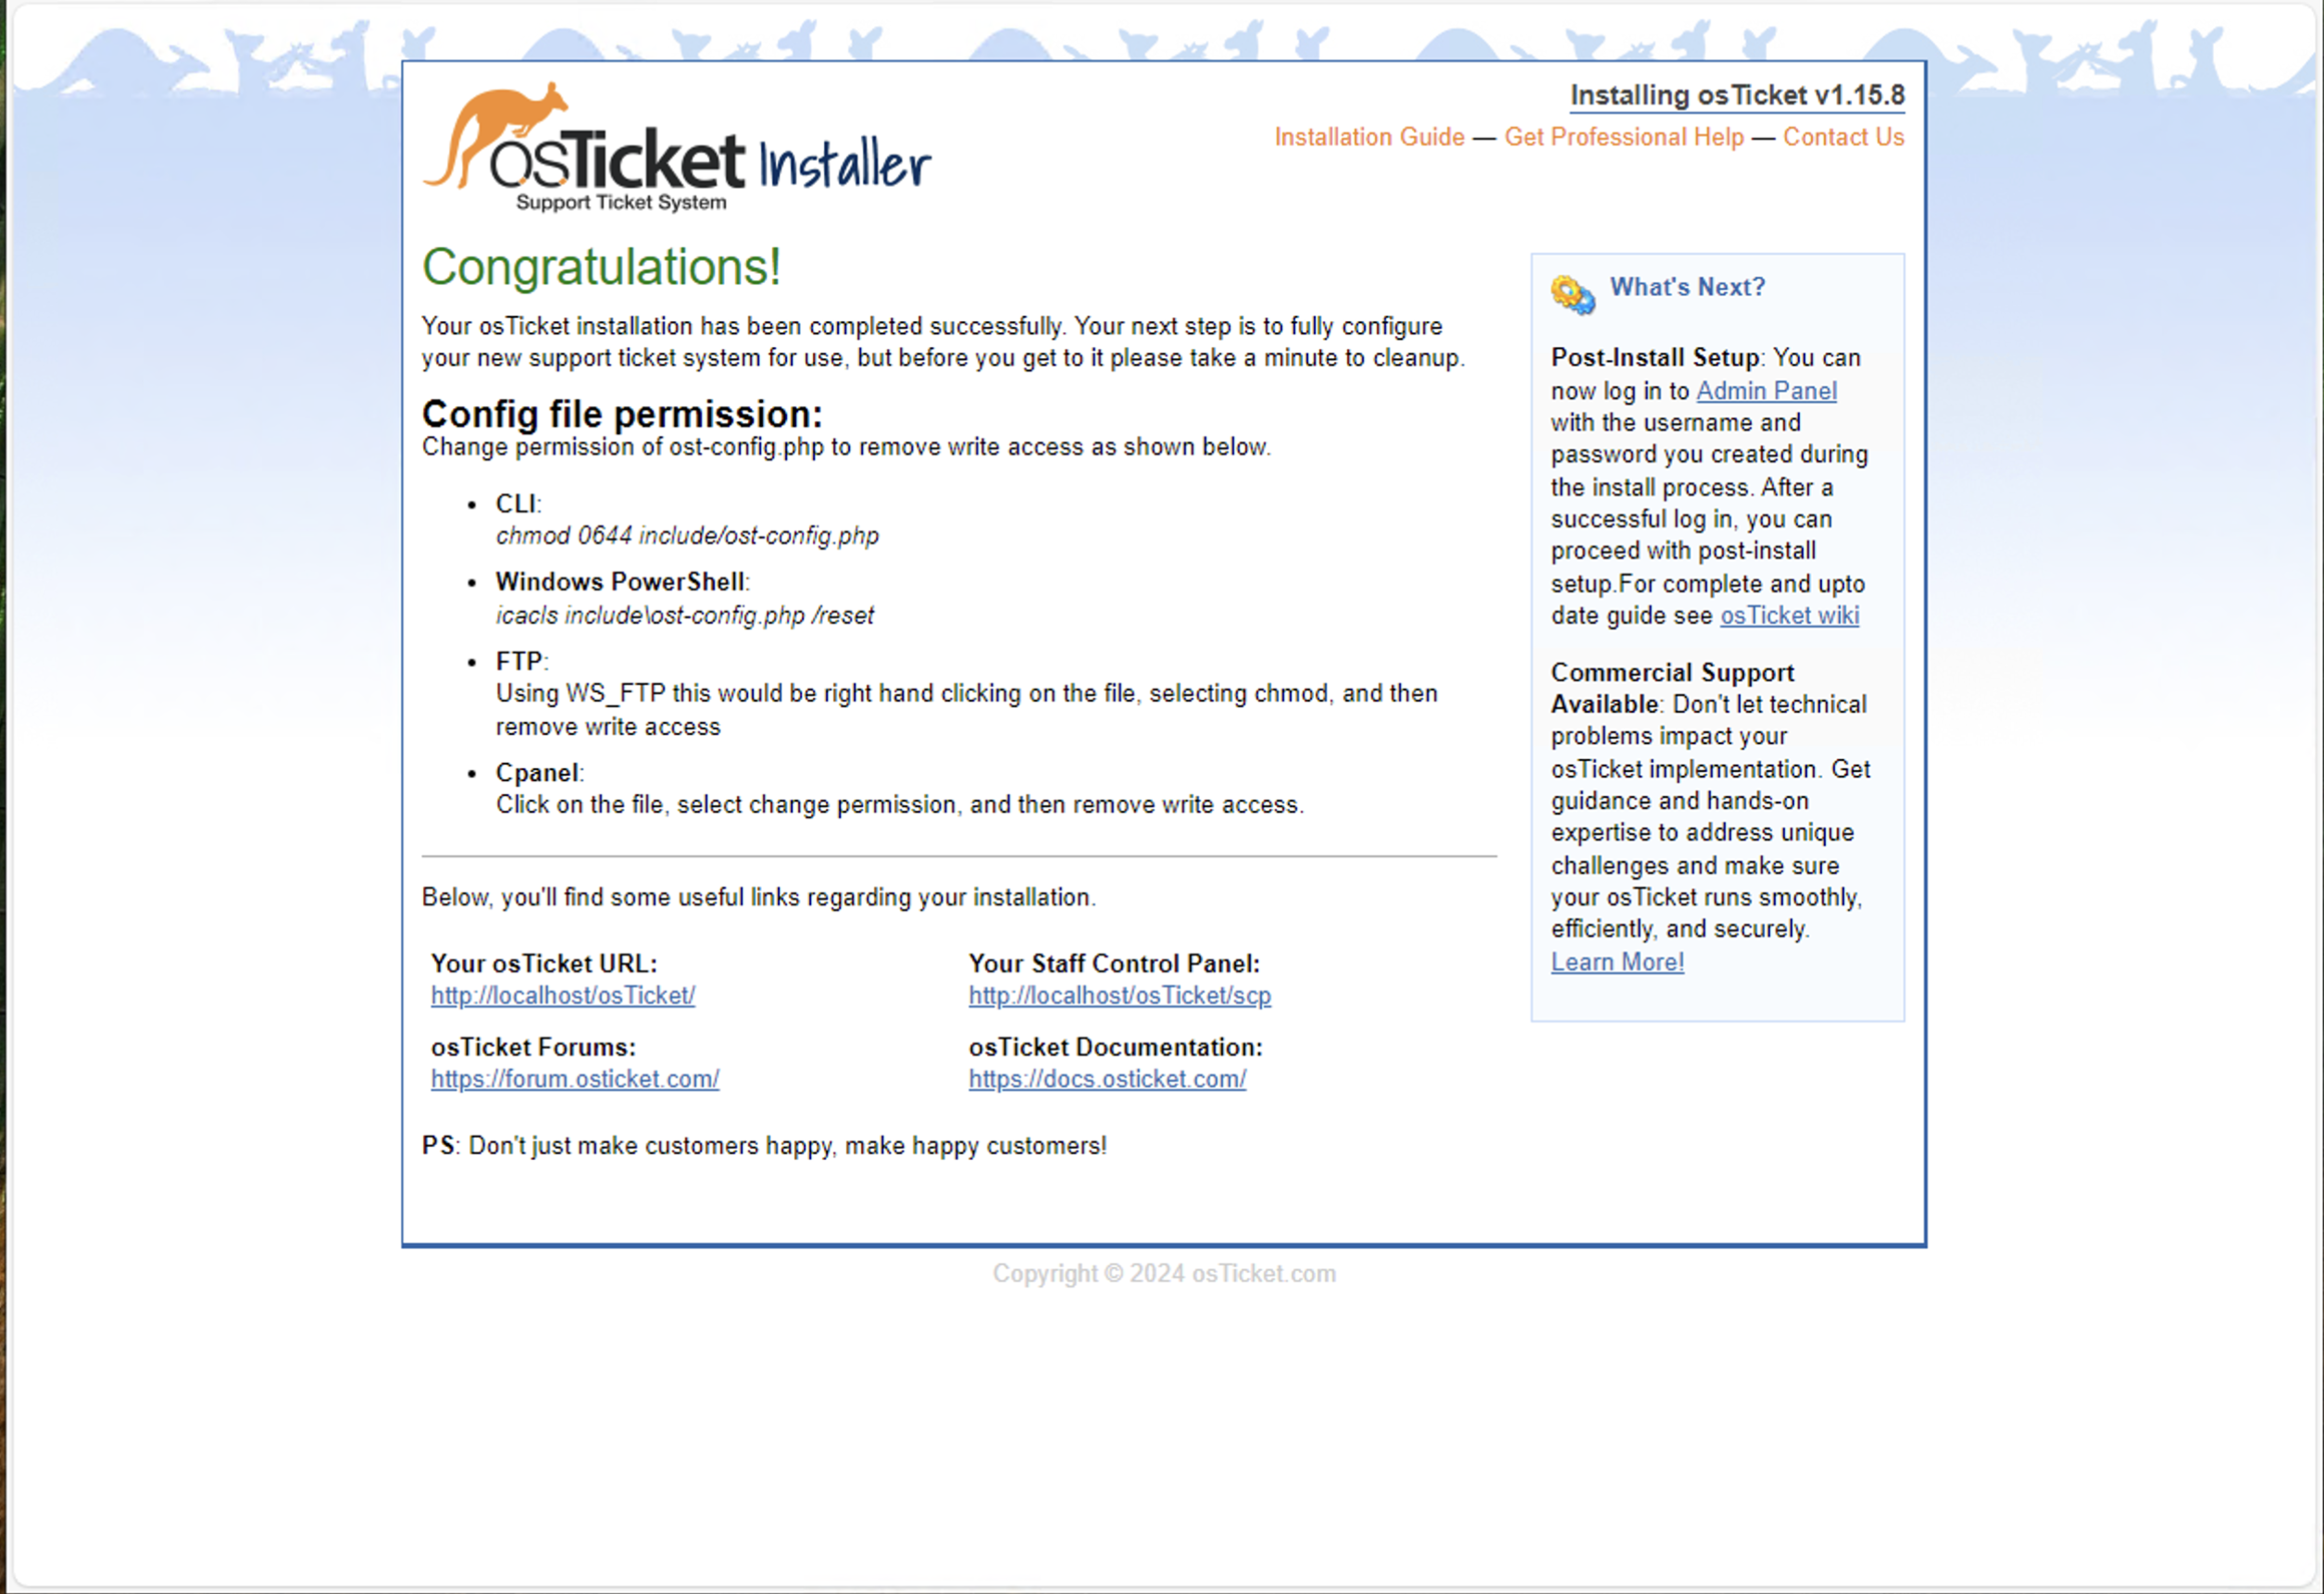 osTicket Installer
Support Ticket System
Installing osTicket v1.15.8
Installation Guide — Get Professional Help — Contact Us
Congratulations!
Your osTicket installation has been completed successfully. Your next step is to fully configure
your new support ticket system for use, but before you get to it please take a minute to cleanup.
Config file permission:
Change permission of ost-config.php to remove write access as shown below.
• CLI:
chmod 0644 include/ost-config.php
• Windows PowerShell:
icacls include\ost-config.php /reset
• FTP:
Using WS_FTP this would be right hand clicking on the file, selecting chmod, and then
remove write access
• Cpanel:
Click on the file, select change permission, and then remove write access.
Below, you'll find some useful links regarding your installation.
Your osTicket URL:
http://localhost/osTicket/
Your Staff Control Panel:
http://localhost/osTicket/scp
osTicket Forums:
https://forum.osticket.com/
osTicket Documentation:
https://docs.osticket.com/
PS: Don't just make customers happy, make happy customers!
What's Next?
Post-Install Setup: You can
now log in to Admin Panel
with the username and
password you created during
the install process. After a
successful log in, you can
proceed with post-install
setup.For complete and upto
date guide see osTicket wiki
Commercial Support
Available: Don't let technical
problems impact your
osTicket implementation. Get
guidance and hands-on
expertise to address unique
challenges and make sure
your osTicket runs smoothly,
efficiently, and securely.
Learn More!
Copyright © 2024 osTicket.com